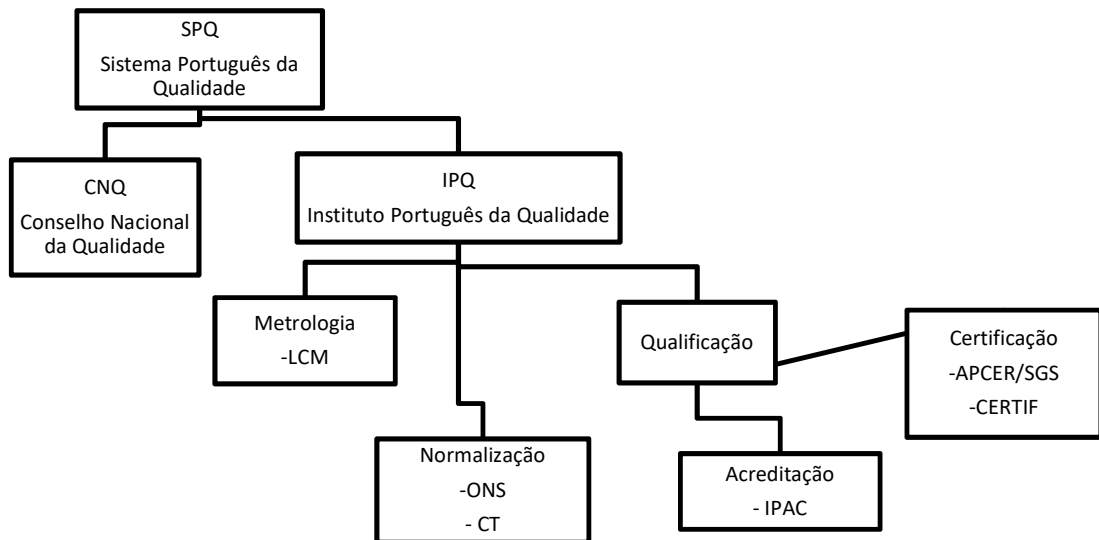 SPQ
Sistema Português da
Qualidade
CNQ
Conselho Nacional
da Qualidade
IPQ
Instituto Português da Qualidade
Metrologia
-LCM
Qualificação
Certificação
-APCER/SGS
-CERTIF
Normalização
-ONS
- CT
Acreditação
- IPAC